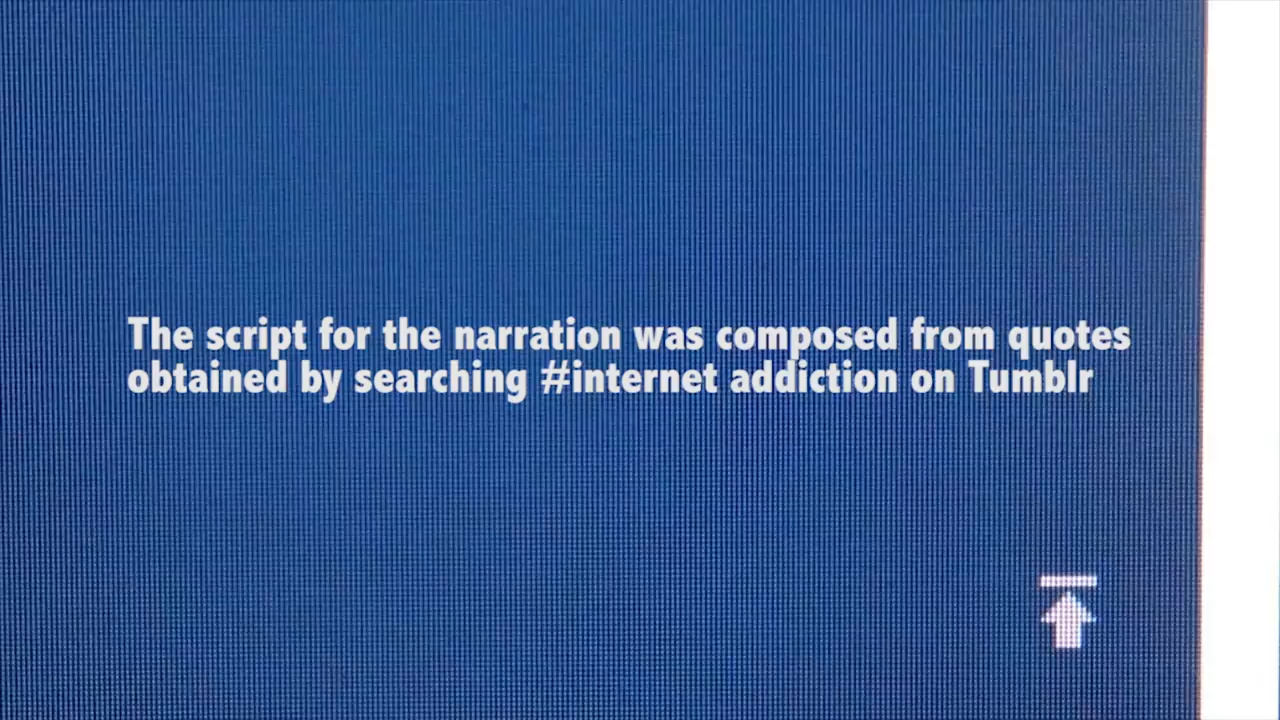 The script for the narration was composed from quotes
obtained by searching #internet addiction on Tumblr